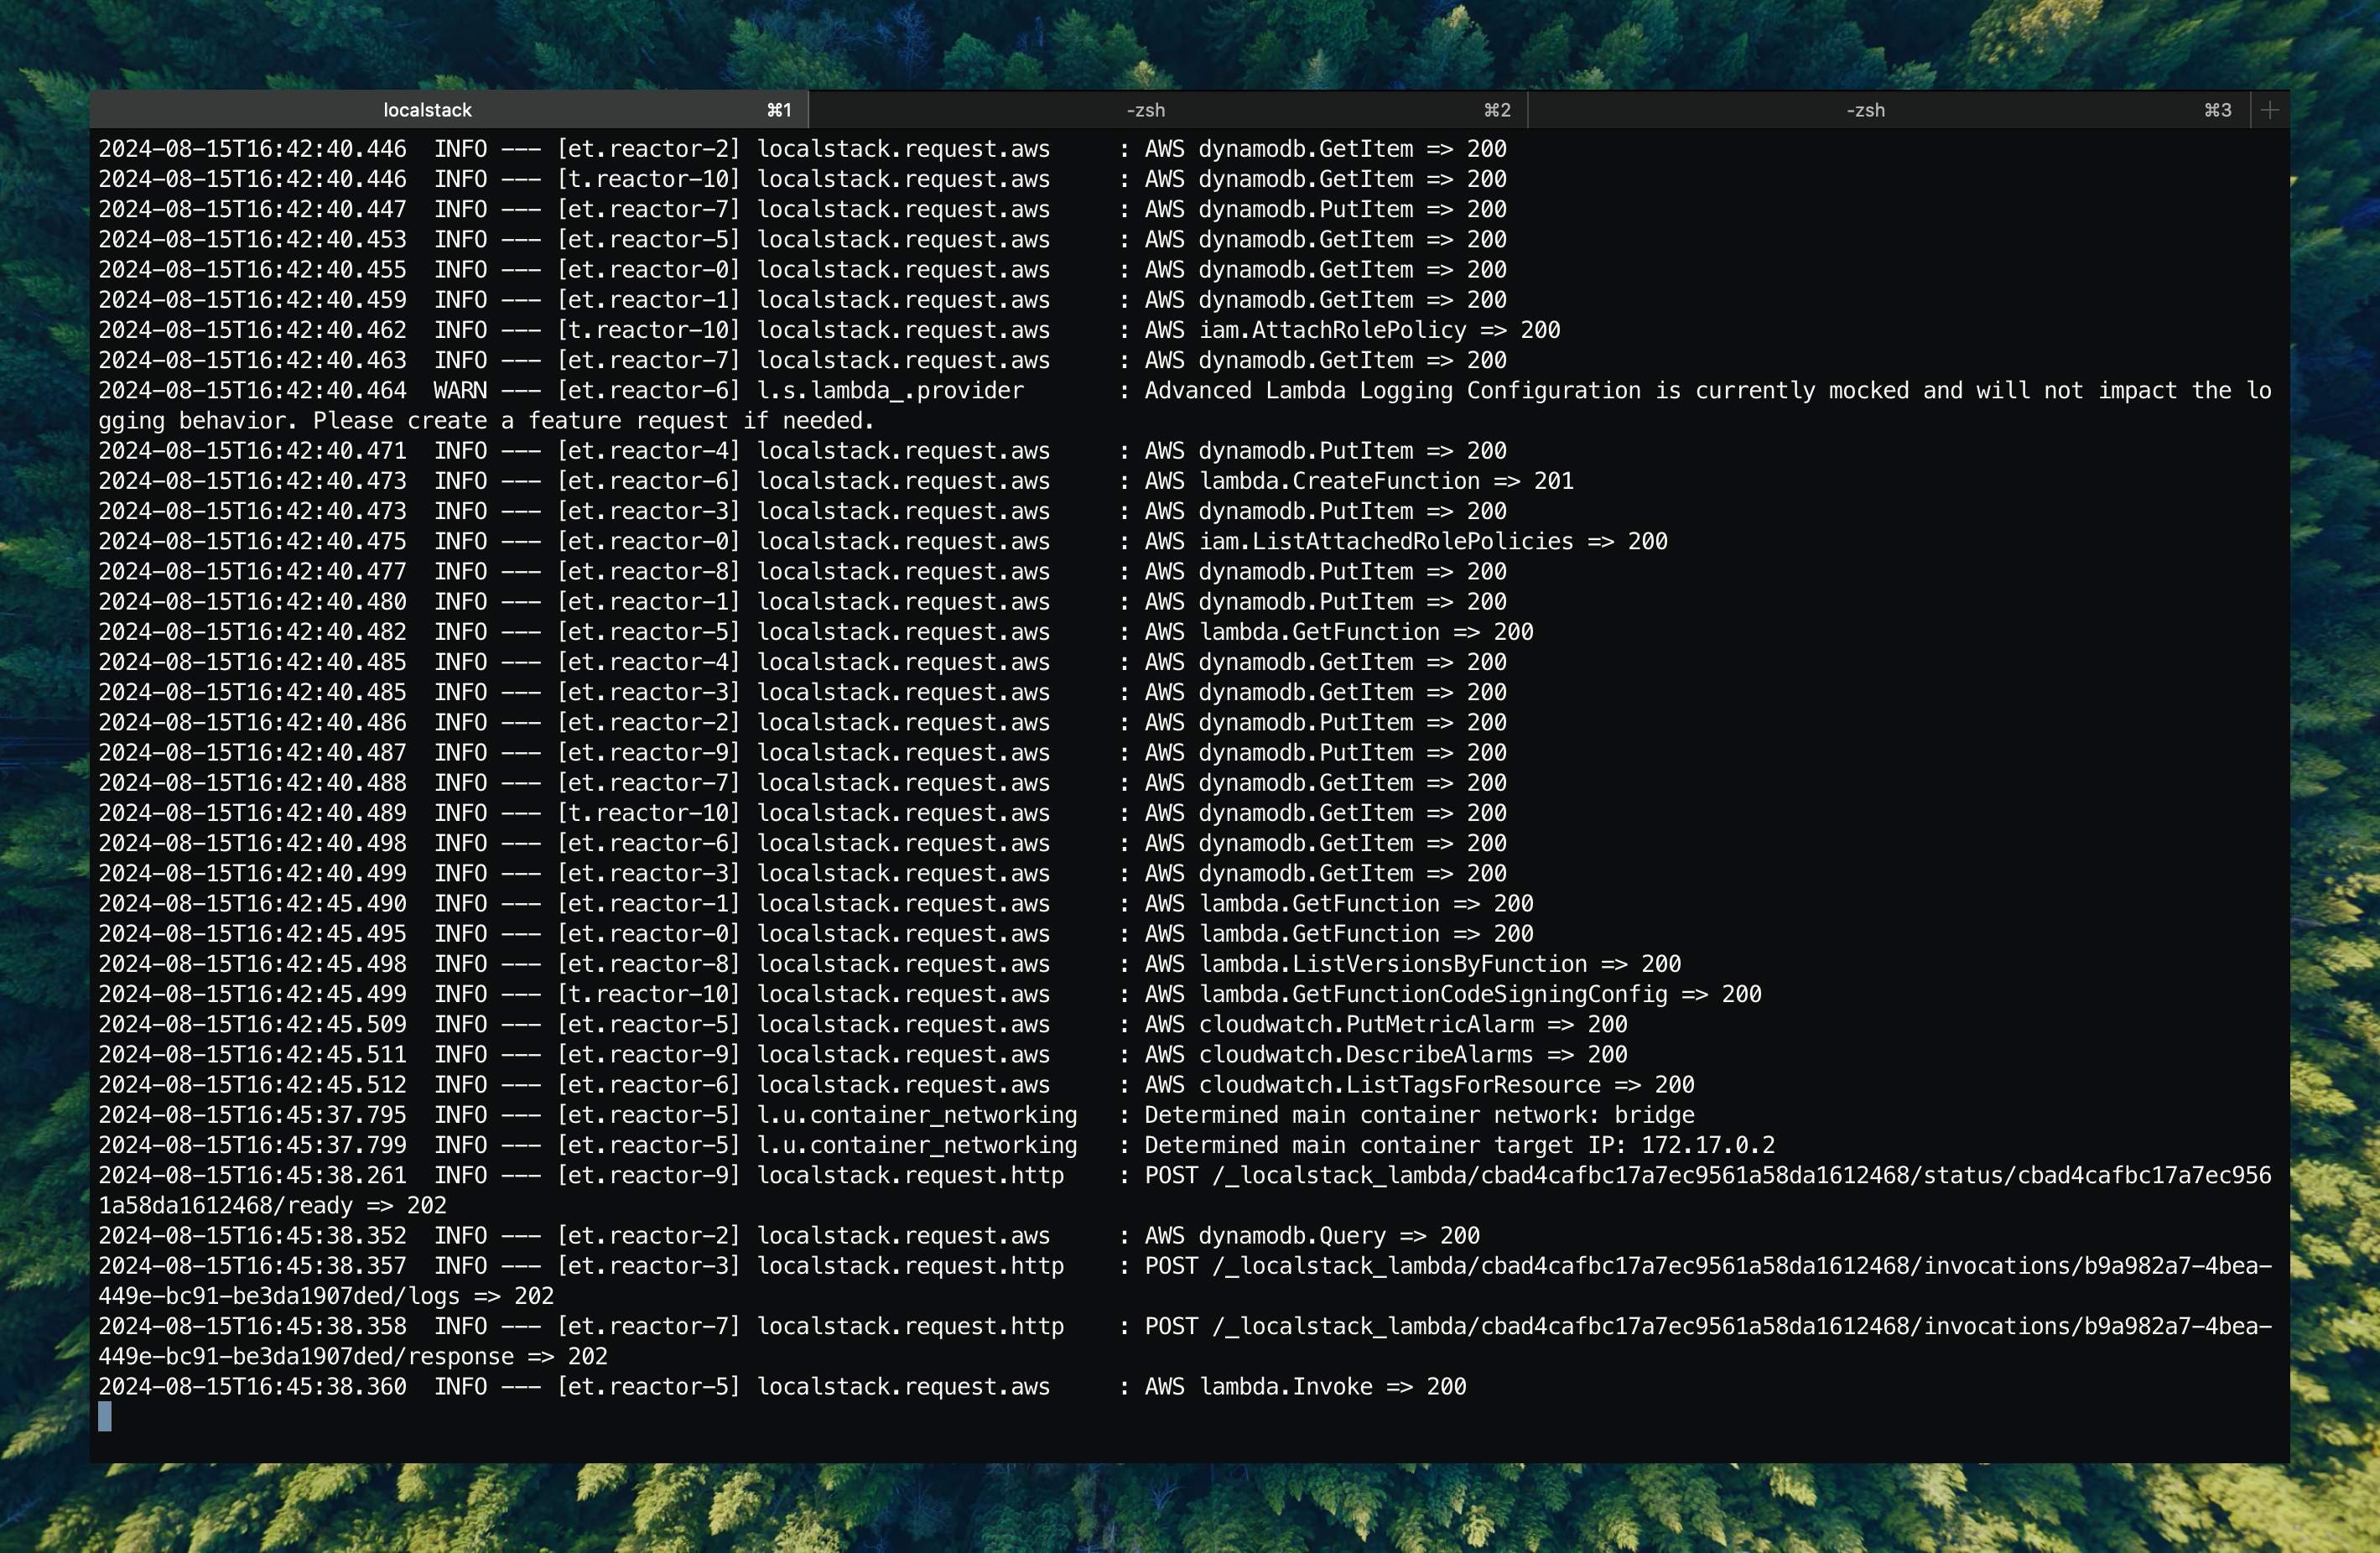 localstack ⌘1 -zsh ⌘2 -zsh ⌘3 +
2024-08-15T16:42:40.446  INFO --- [et.reactor-2] localstack.request.aws     : AWS dynamodb.GetItem => 200
2024-08-15T16:42:40.446  INFO --- [t.reactor-10] localstack.request.aws     : AWS dynamodb.GetItem => 200
2024-08-15T16:42:40.447  INFO --- [et.reactor-7] localstack.request.aws     : AWS dynamodb.PutItem => 200
2024-08-15T16:42:40.453  INFO --- [et.reactor-5] localstack.request.aws     : AWS dynamodb.GetItem => 200
2024-08-15T16:42:40.455  INFO --- [et.reactor-0] localstack.request.aws     : AWS dynamodb.GetItem => 200
2024-08-15T16:42:40.459  INFO --- [et.reactor-1] localstack.request.aws     : AWS dynamodb.GetItem => 200
2024-08-15T16:42:40.462  INFO --- [t.reactor-10] localstack.request.aws     : AWS iam.AttachRolePolicy => 200
2024-08-15T16:42:40.463  INFO --- [et.reactor-7] localstack.request.aws     : AWS dynamodb.GetItem => 200
2024-08-15T16:42:40.464  WARN --- [et.reactor-6] l.s.lambda_.provider       : Advanced Lambda Logging Configuration is currently mocked and will not impact the lo
gging behavior. Please create a feature request if needed.
2024-08-15T16:42:40.471  INFO --- [et.reactor-4] localstack.request.aws     : AWS dynamodb.PutItem => 200
2024-08-15T16:42:40.473  INFO --- [et.reactor-6] localstack.request.aws     : AWS lambda.CreateFunction => 201
2024-08-15T16:42:40.473  INFO --- [et.reactor-3] localstack.request.aws     : AWS dynamodb.PutItem => 200
2024-08-15T16:42:40.475  INFO --- [et.reactor-0] localstack.request.aws     : AWS iam.ListAttachedRolePolicies => 200
2024-08-15T16:42:40.477  INFO --- [et.reactor-8] localstack.request.aws     : AWS dynamodb.PutItem => 200
2024-08-15T16:42:40.480  INFO --- [et.reactor-1] localstack.request.aws     : AWS dynamodb.PutItem => 200
2024-08-15T16:42:40.482  INFO --- [et.reactor-5] localstack.request.aws     : AWS lambda.GetFunction => 200
2024-08-15T16:42:40.485  INFO --- [et.reactor-4] localstack.request.aws     : AWS dynamodb.GetItem => 200
2024-08-15T16:42:40.485  INFO --- [et.reactor-3] localstack.request.aws     : AWS dynamodb.GetItem => 200
2024-08-15T16:42:40.486  INFO --- [et.reactor-2] localstack.request.aws     : AWS dynamodb.PutItem => 200
2024-08-15T16:42:40.487  INFO --- [et.reactor-9] localstack.request.aws     : AWS dynamodb.PutItem => 200
2024-08-15T16:42:40.488  INFO --- [et.reactor-7] localstack.request.aws     : AWS dynamodb.GetItem => 200
2024-08-15T16:42:40.489  INFO --- [t.reactor-10] localstack.request.aws     : AWS dynamodb.GetItem => 200
2024-08-15T16:42:40.498  INFO --- [et.reactor-6] localstack.request.aws     : AWS dynamodb.GetItem => 200
2024-08-15T16:42:40.499  INFO --- [et.reactor-3] localstack.request.aws     : AWS dynamodb.GetItem => 200
2024-08-15T16:42:45.490  INFO --- [et.reactor-1] localstack.request.aws     : AWS lambda.GetFunction => 200
2024-08-15T16:42:45.495  INFO --- [et.reactor-0] localstack.request.aws     : AWS lambda.GetFunction => 200
2024-08-15T16:42:45.498  INFO --- [et.reactor-8] localstack.request.aws     : AWS lambda.ListVersionsByFunction => 200
2024-08-15T16:42:45.499  INFO --- [t.reactor-10] localstack.request.aws     : AWS lambda.GetFunctionCodeSigningConfig => 200
2024-08-15T16:42:45.509  INFO --- [et.reactor-5] localstack.request.aws     : AWS cloudwatch.PutMetricAlarm => 200
2024-08-15T16:42:45.511  INFO --- [et.reactor-9] localstack.request.aws     : AWS cloudwatch.DescribeAlarms => 200
2024-08-15T16:42:45.512  INFO --- [et.reactor-6] localstack.request.aws     : AWS cloudwatch.ListTagsForResource => 200
2024-08-15T16:45:37.795  INFO --- [et.reactor-5] l.u.container_networking   : Determined main container network: bridge
2024-08-15T16:45:37.799  INFO --- [et.reactor-5] l.u.container_networking   : Determined main container target IP: 172.17.0.2
2024-08-15T16:45:38.261  INFO --- [et.reactor-9] localstack.request.http    : POST /_localstack_lambda/cbad4cafbc17a7ec9561a58da1612468/status/cbad4cafbc17a7ec956
1a58da1612468/ready => 202
2024-08-15T16:45:38.352  INFO --- [et.reactor-2] localstack.request.aws     : AWS dynamodb.Query => 200
2024-08-15T16:45:38.357  INFO --- [et.reactor-3] localstack.request.http    : POST /_localstack_lambda/cbad4cafbc17a7ec9561a58da1612468/invocations/b9a982a7-4bea-
449e-bc91-be3da1907ded/logs => 202
2024-08-15T16:45:38.358  INFO --- [et.reactor-7] localstack.request.http    : POST /_localstack_lambda/cbad4cafbc17a7ec9561a58da1612468/invocations/b9a982a7-4bea-
449e-bc91-be3da1907ded/response => 202
2024-08-15T16:45:38.360  INFO --- [et.reactor-5] localstack.request.aws     : AWS lambda.Invoke => 200